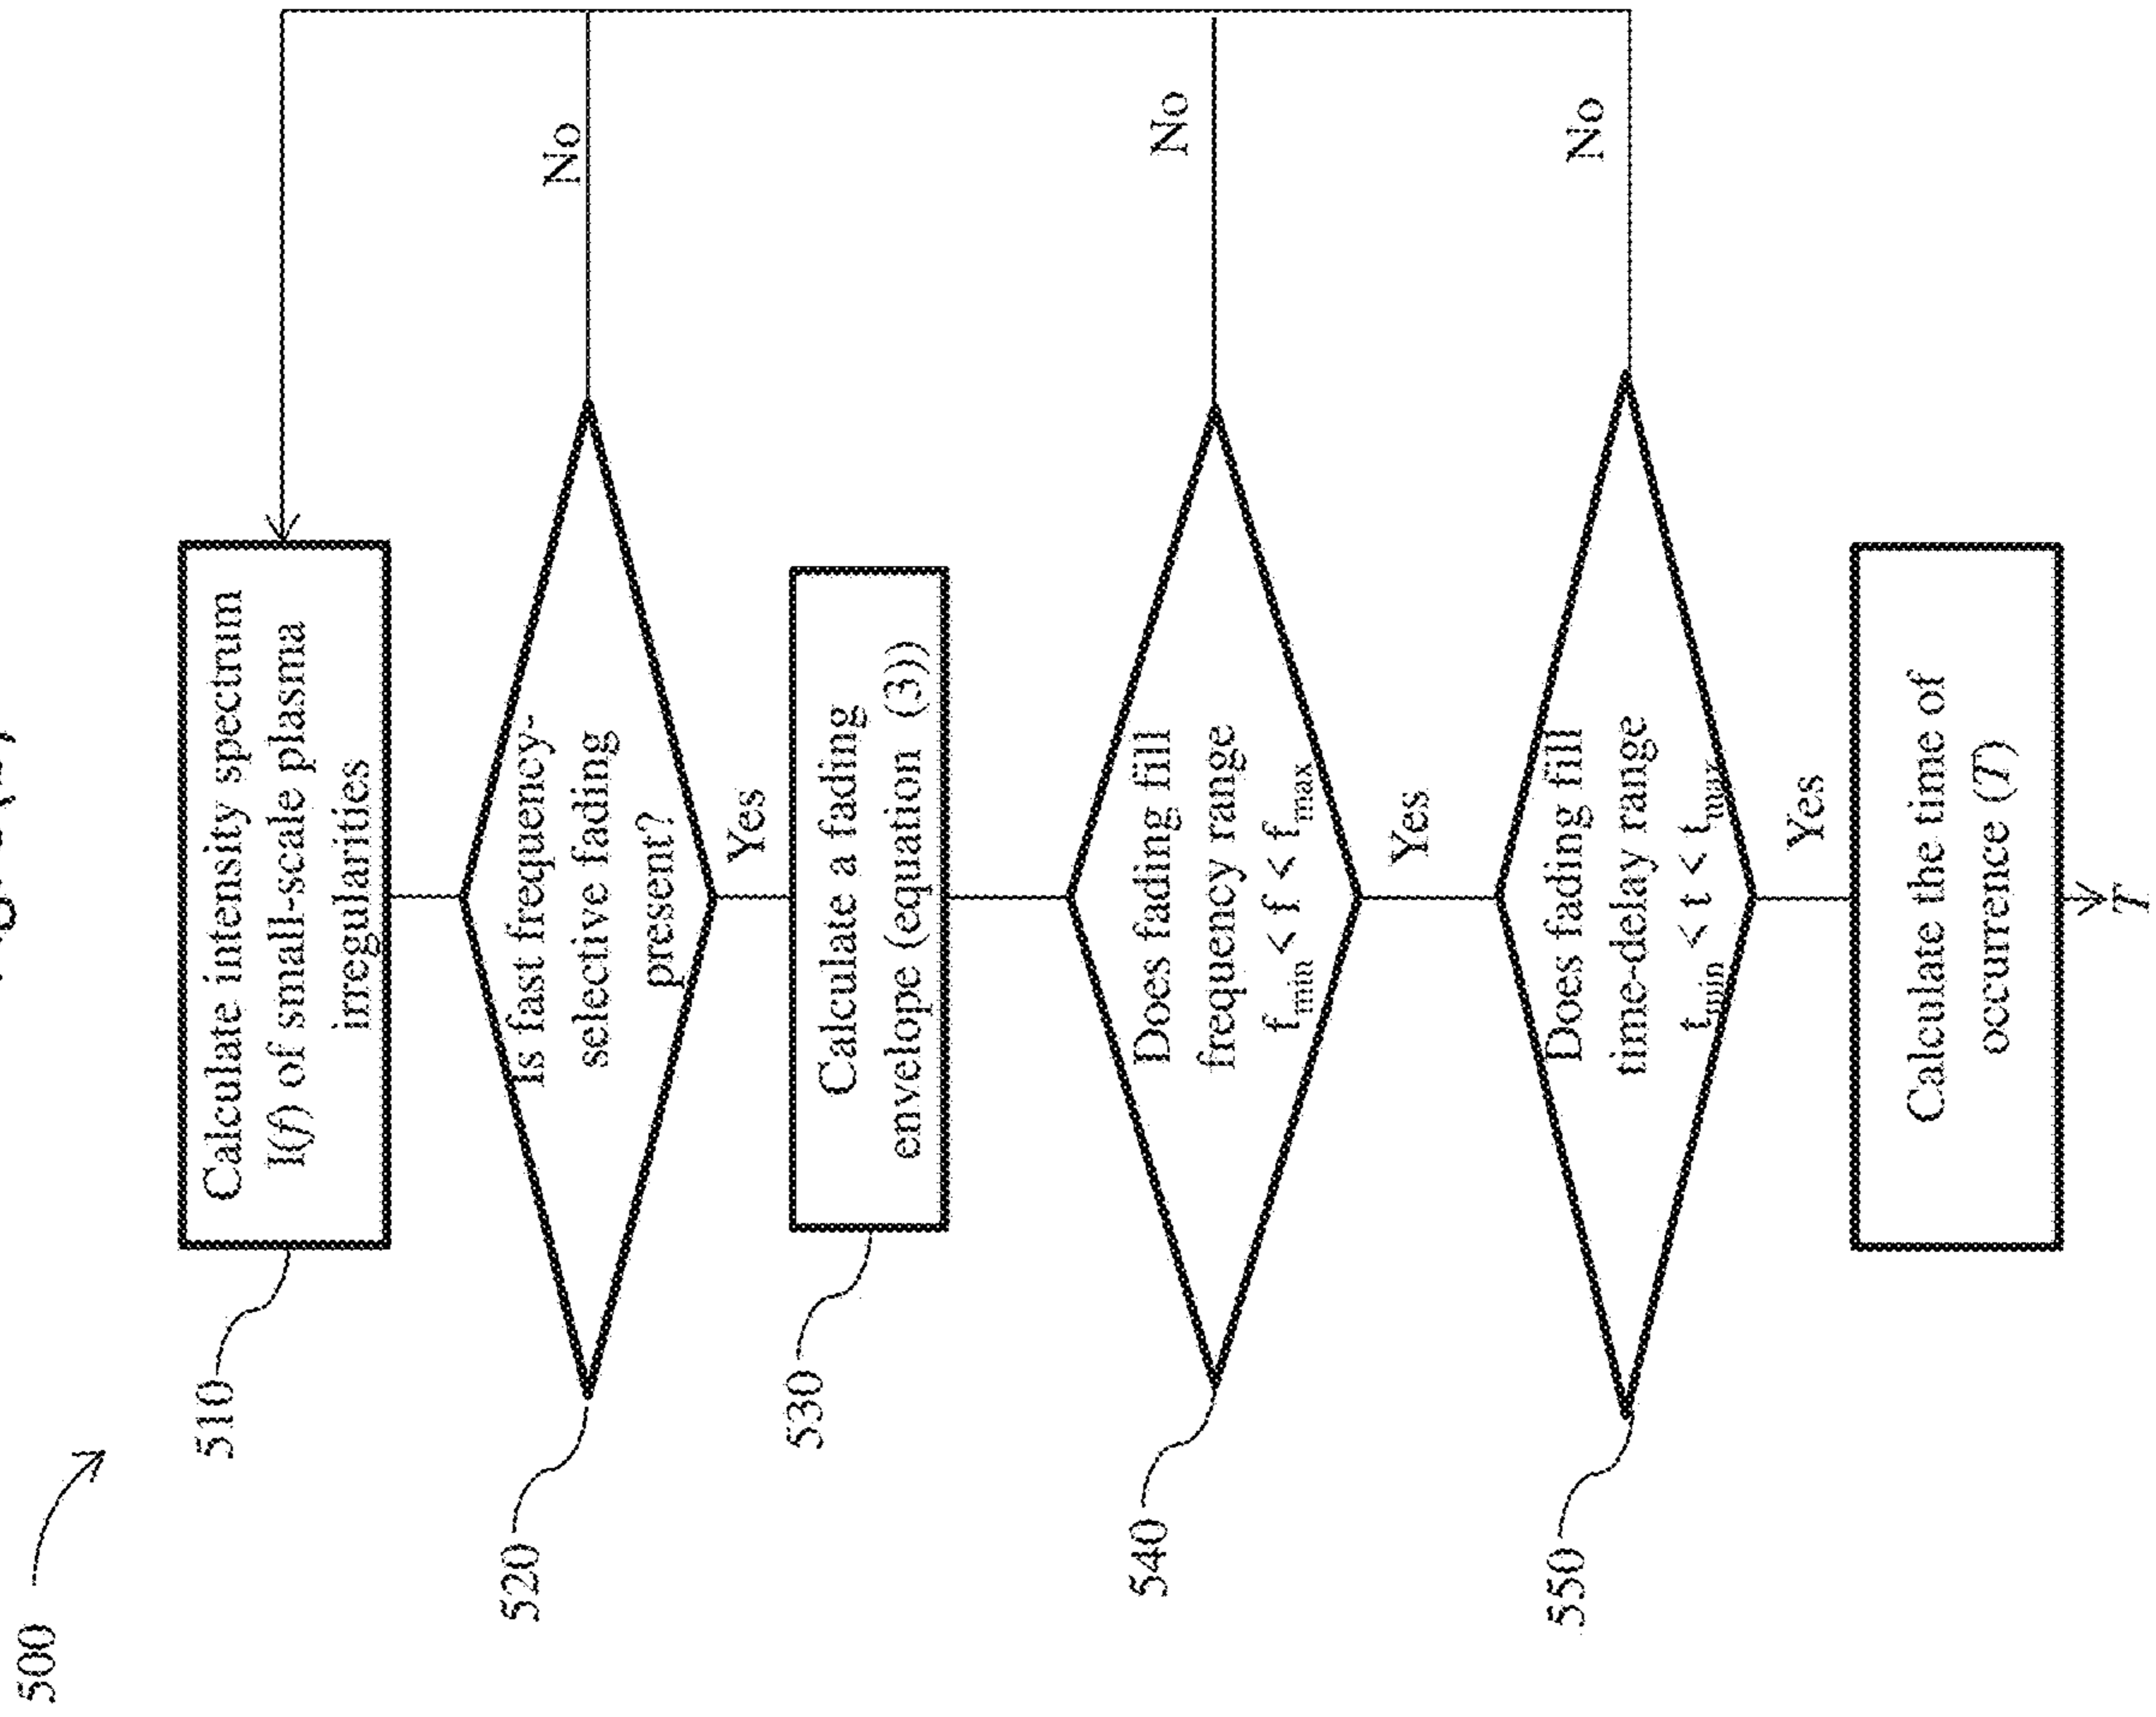 500
510
Calculate intensity spectrum
I(f) of small-scale plasma
irregularities
520
Is fast frequency-
selective fading
present?
No
Yes
530
Calculate a fading
envelope (equation (3))
540
Does fading fill
frequency range
fmin < f < fmax
No
Yes
550
Does fading fill
time-delay range
tmin < t < tmax
No
Yes
Calculate the time of
occurrence (T)
T